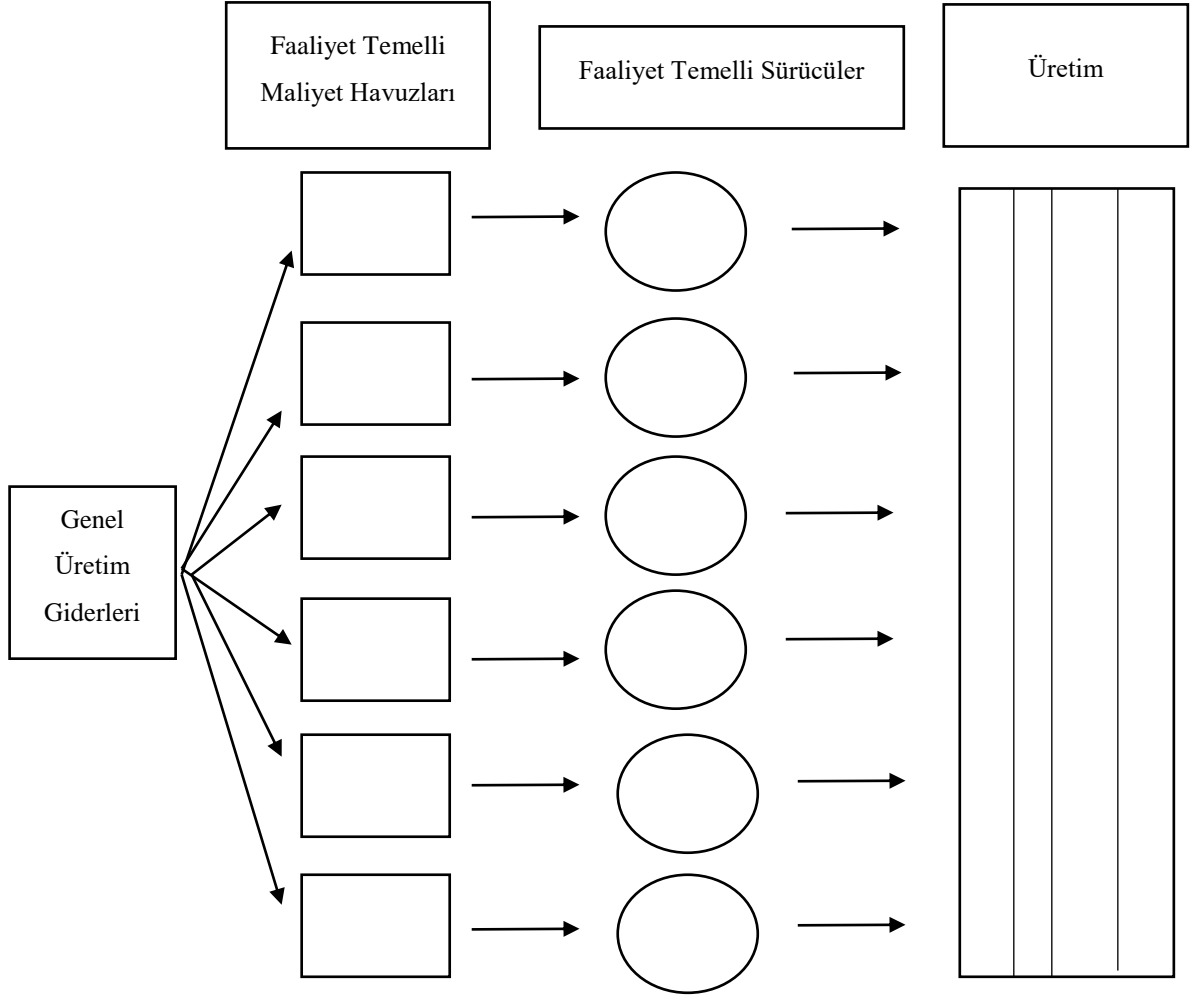 Faaliyet Temelli
Maliyet Havuzları
Faaliyet Temelli Sürücüler
Üretim
Genel
Üretim
Giderleri